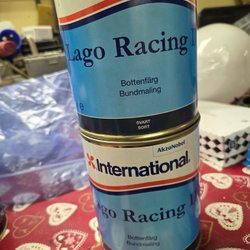 Lago Racing
Bottenfärg
Bundmaling
SVART
SORT
AkzoNobel
International
Bottenfärg
Bundmaling
Lago Racing